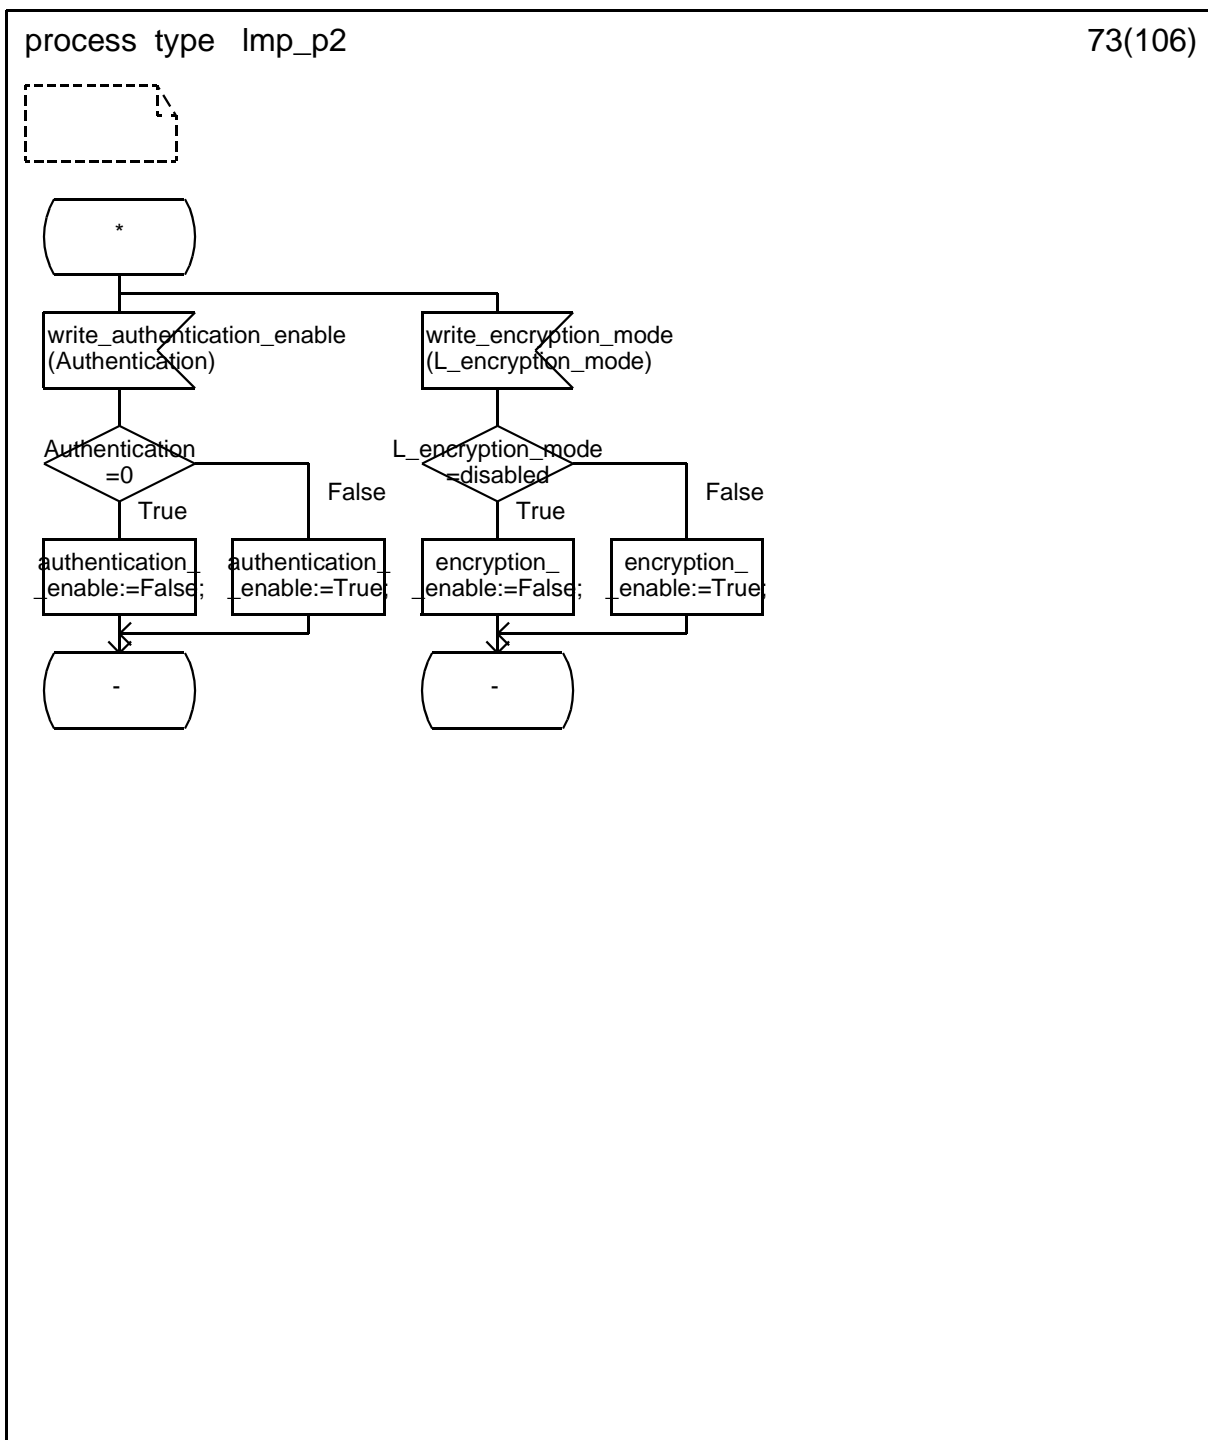 process type lmp_p2
73(106)
*
write_authentication_enable
(Authentication)
write_encryption_mode
(L_encryption_mode)
Authentication
=0
L_encryption_mode
=disabled
False
False
True
True
authentication_
_enable:=False;
authentication_
_enable:=True;
encryption_
_enable:=False;
encryption_
_enable:=True;
-
-